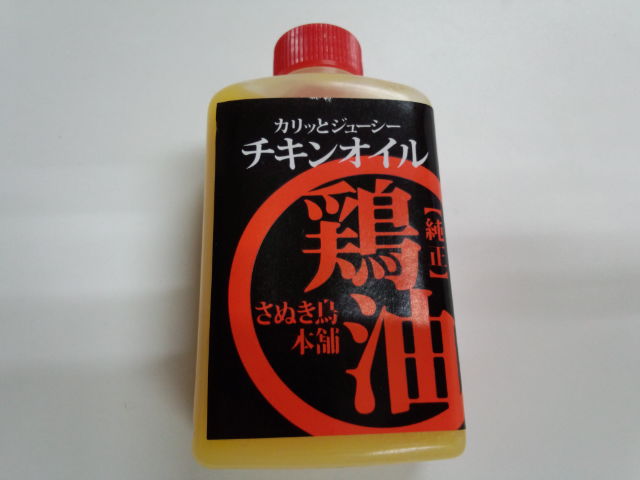 カリッとジューシー
チキンオイル
【純正】
鶏油
さぬき鳥
本舗